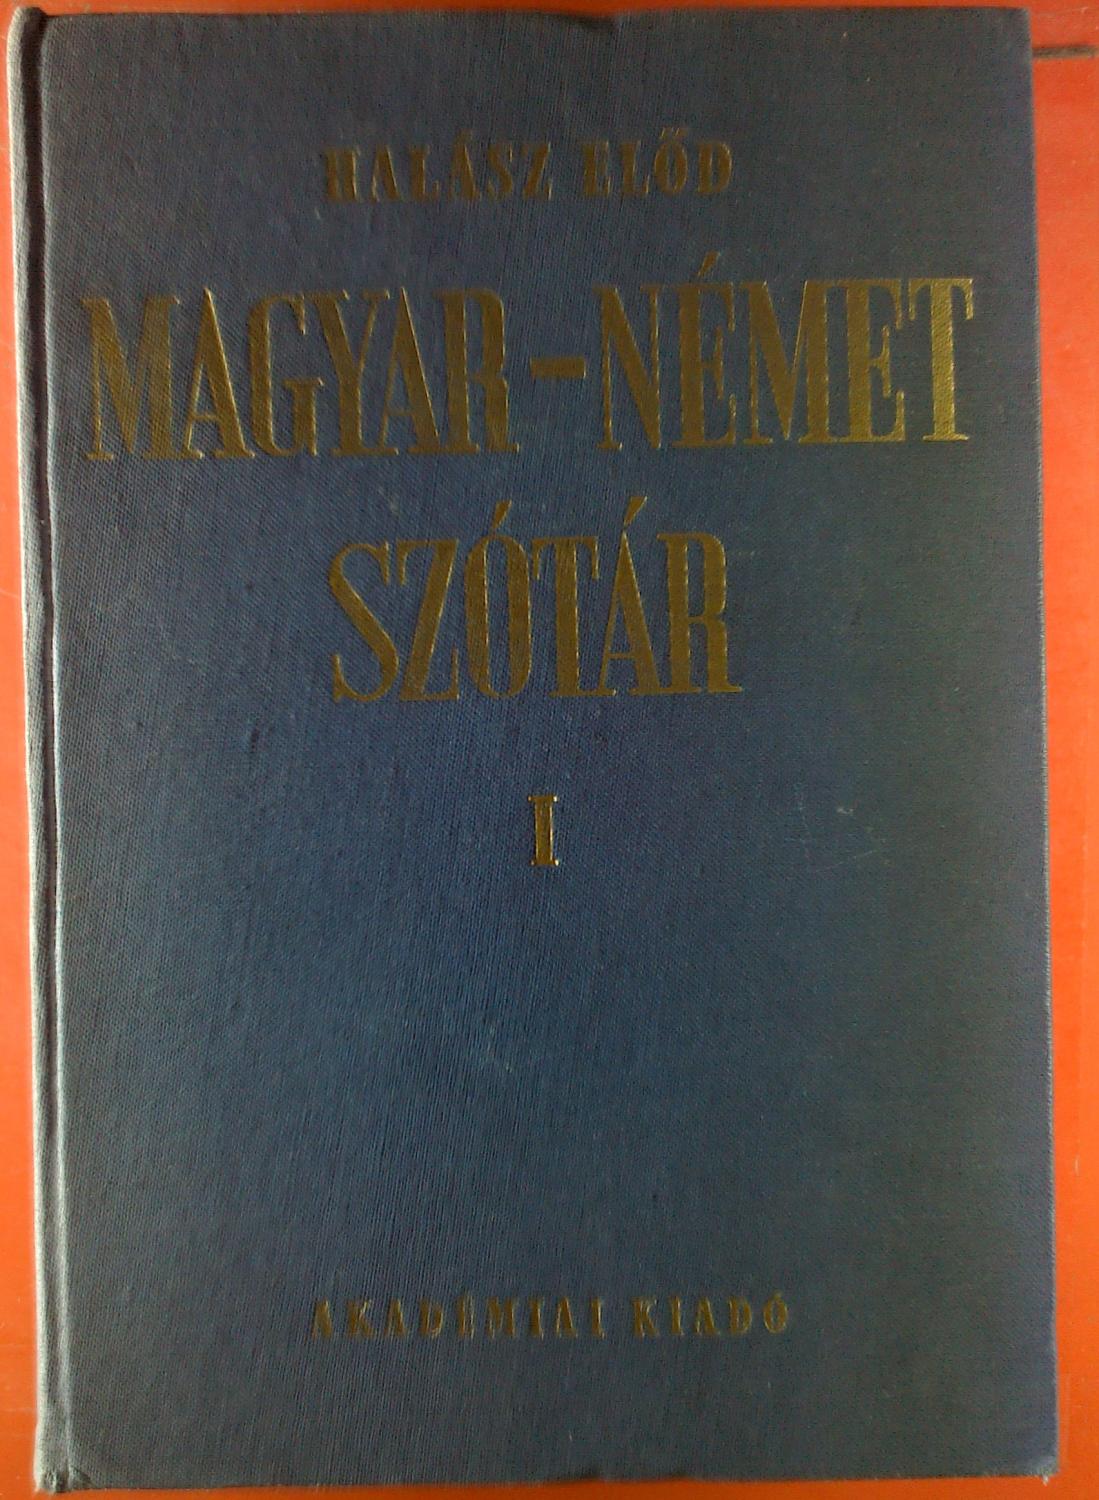 HALÁSZ ELŐD
MAGYAR-NÉMET
SZÓTÁR
I
AKADÉMIAI KIADÓ